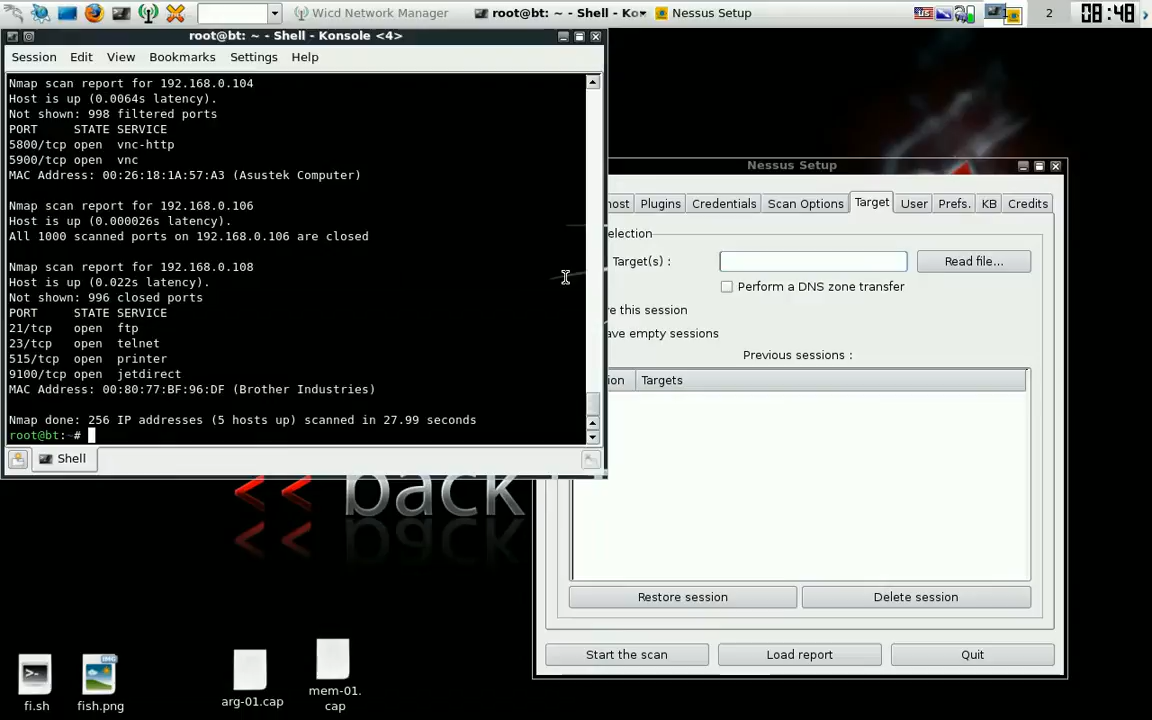 Wicd Network Manager
root@bt: ~ - Shell - Ko
Nessus Setup
2
08:48
root@bt: ~ - Shell - Konsole <4>
Session Edit View Bookmarks Settings Help
Nmap scan report for 192.168.0.104
Host is up (0.0064s latency).
Not shown: 998 filtered ports
PORT     STATE SERVICE
5800/tcp open  vnc-http
5900/tcp open  vnc
MAC Address: 00:26:18:1A:57:A3 (Asustek Computer)
Nmap scan report for 192.168.0.106
Host is up (0.000026s latency).
All 1000 scanned ports on 192.168.0.106 are closed
Nmap scan report for 192.168.0.108
Host is up (0.022s latency).
Not shown: 996 closed ports
PORT     STATE SERVICE
21/tcp   open  ftp
23/tcp   open  telnet
515/tcp  open  printer
9100/tcp open  jetdirect
MAC Address: 00:80:77:BF:96:DF (Brother Industries)
Nmap done: 256 IP addresses (5 hosts up) scanned in 27.99 seconds
root@bt:~#
Shell
Nessus Setup
host Plugins Credentials Scan Options Target User Prefs. KB Credits
election
Target(s) :
Read file...
Perform a DNS zone transfer
ve this session
ave empty sessions
Previous sessions :
ion Targets
Restore session
Delete session
Start the scan
Load report
Quit
<< back
fi.sh
fish.png
arg-01.cap
mem-01.
cap